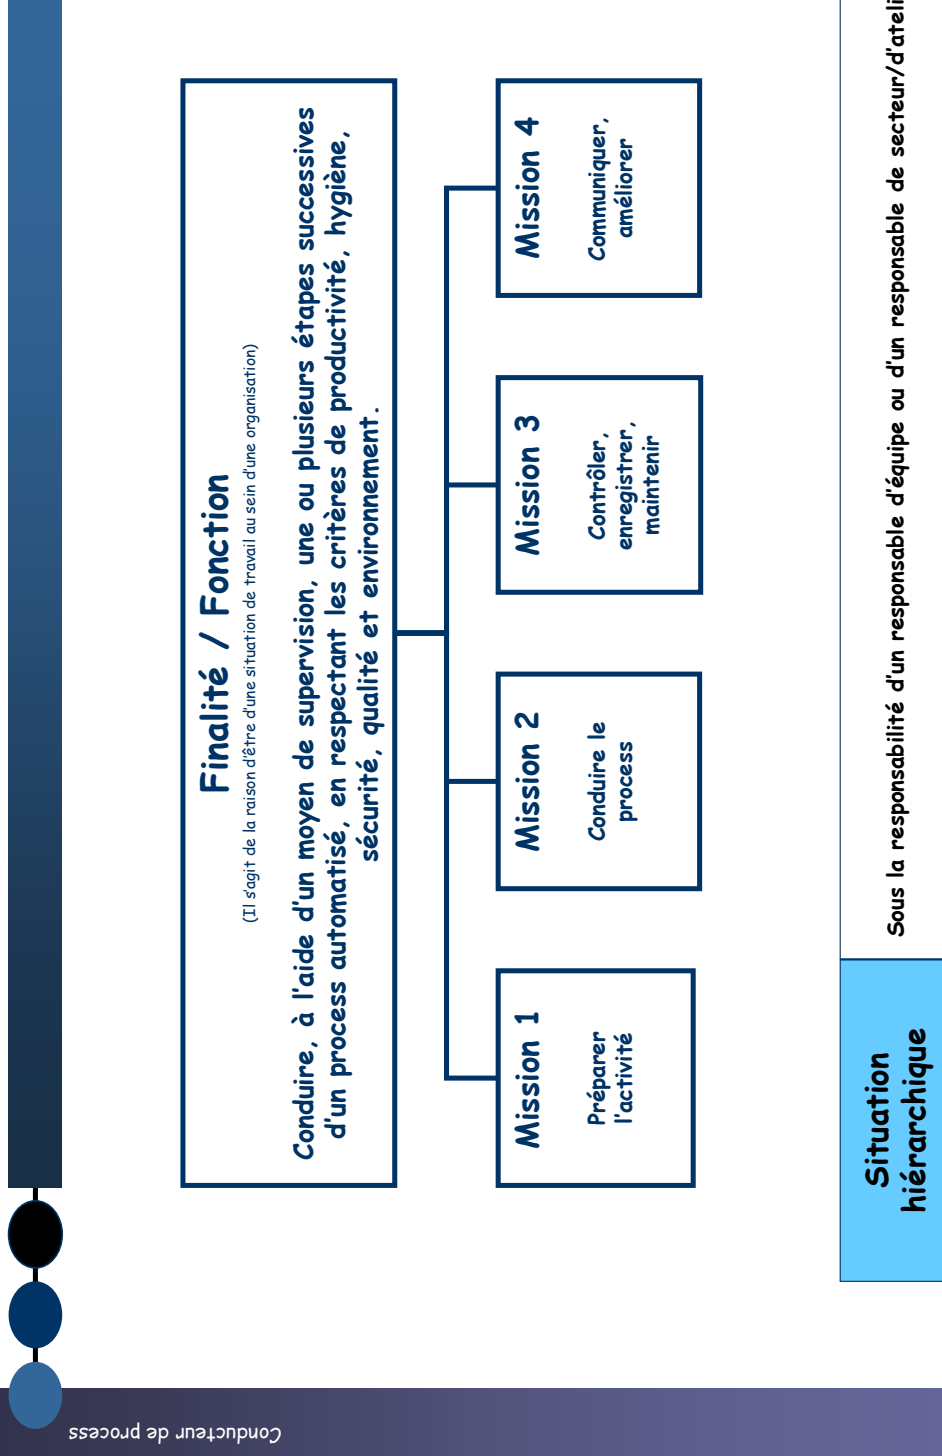 Finalité / Fonction
(Il s'agit de la raison d'être d'une situation de travail au sein d'une organisation)
Conduire, à l'aide d'un moyen de supervision, une ou plusieurs étapes successives
d'un process automatisé, en respectant les critères de productivité, hygiène,
sécurité, qualité et environnement.
Mission 1
Préparer
l'activité
Mission 2
Conduire le
process
Mission 3
Contrôler,
enregistrer,
maintenir
Mission 4
Communiquer,
améliorer
Situation
hiérarchique
Sous la responsabilité d'un responsable d'équipe ou d'un responsable de secteur/d'ateli
Conducteur de process